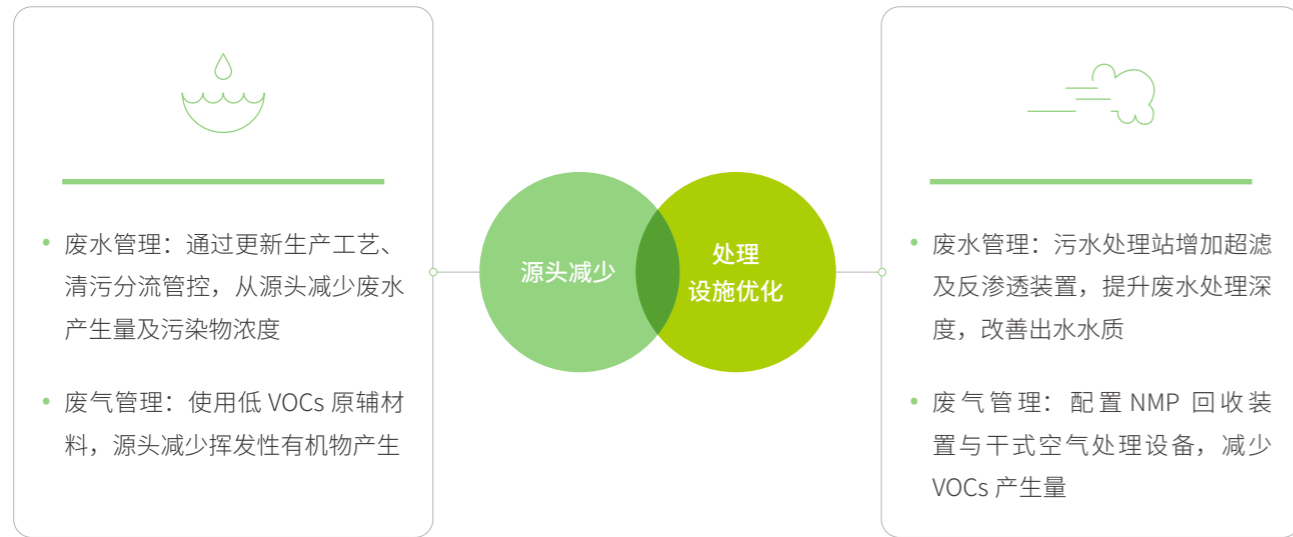 废水管理：通过更新生产工艺、
清污分流管控，从源头减少废水
产生量及污染物浓度
废气管理：使用低 VOCs 原辅材
料，源头减少挥发性有机物产生
源头减少
处理
设施优化
废水管理：污水处理站增加超滤
及反渗透装置，提升废水处理深
度，改善出水水质
废气管理：配置 NMP 回收装
置与干式空气处理设备，减少
VOCs 产生量